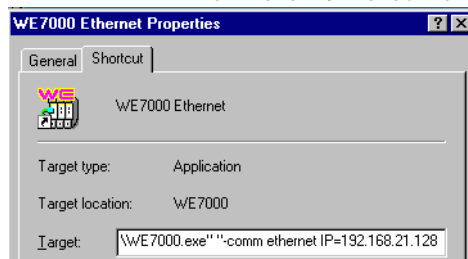 WE7000 Ethernet Properties ? X
General Shortcut
WE
WE7000 Ethernet
Target type: Application
Target location: WE7000
Target: \WE7000.exe" "-comm ethernet IP=192.168.21.128